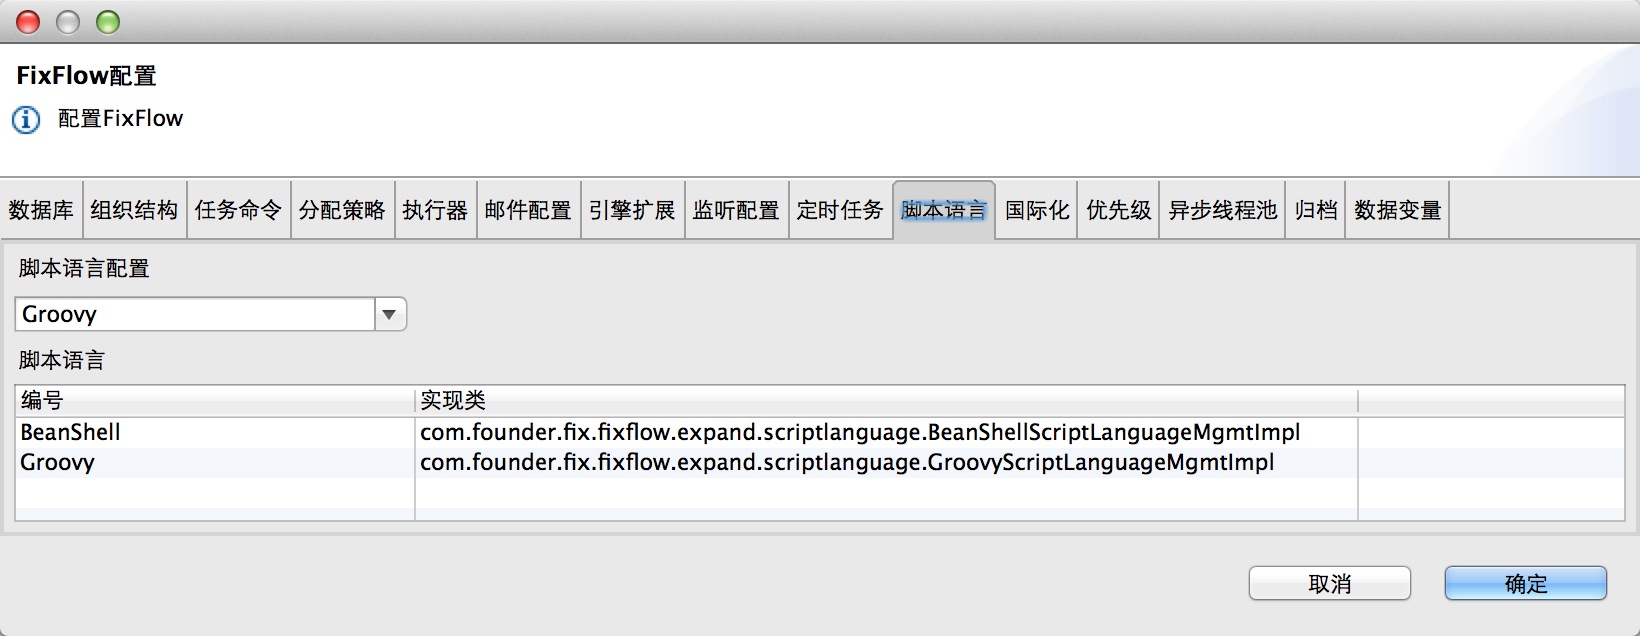 FixFlow配置
配置FixFlow
数据库 组织结构 任务命令 分配策略 执行器 邮件配置 引擎扩展 监听配置 定时任务 脚本语言 国际化 优先级 异步线程池 归档 数据变量
脚本语言配置
Groovy
脚本语言
编号 实现类
BeanShell com.founder.fix.fixflow.expand.scriptlanguage.BeanShellScriptLanguageMgmtImpl
Groovy com.founder.fix.fixflow.expand.scriptlanguage.GroovyScriptLanguageMgmtImpl
取消 确定